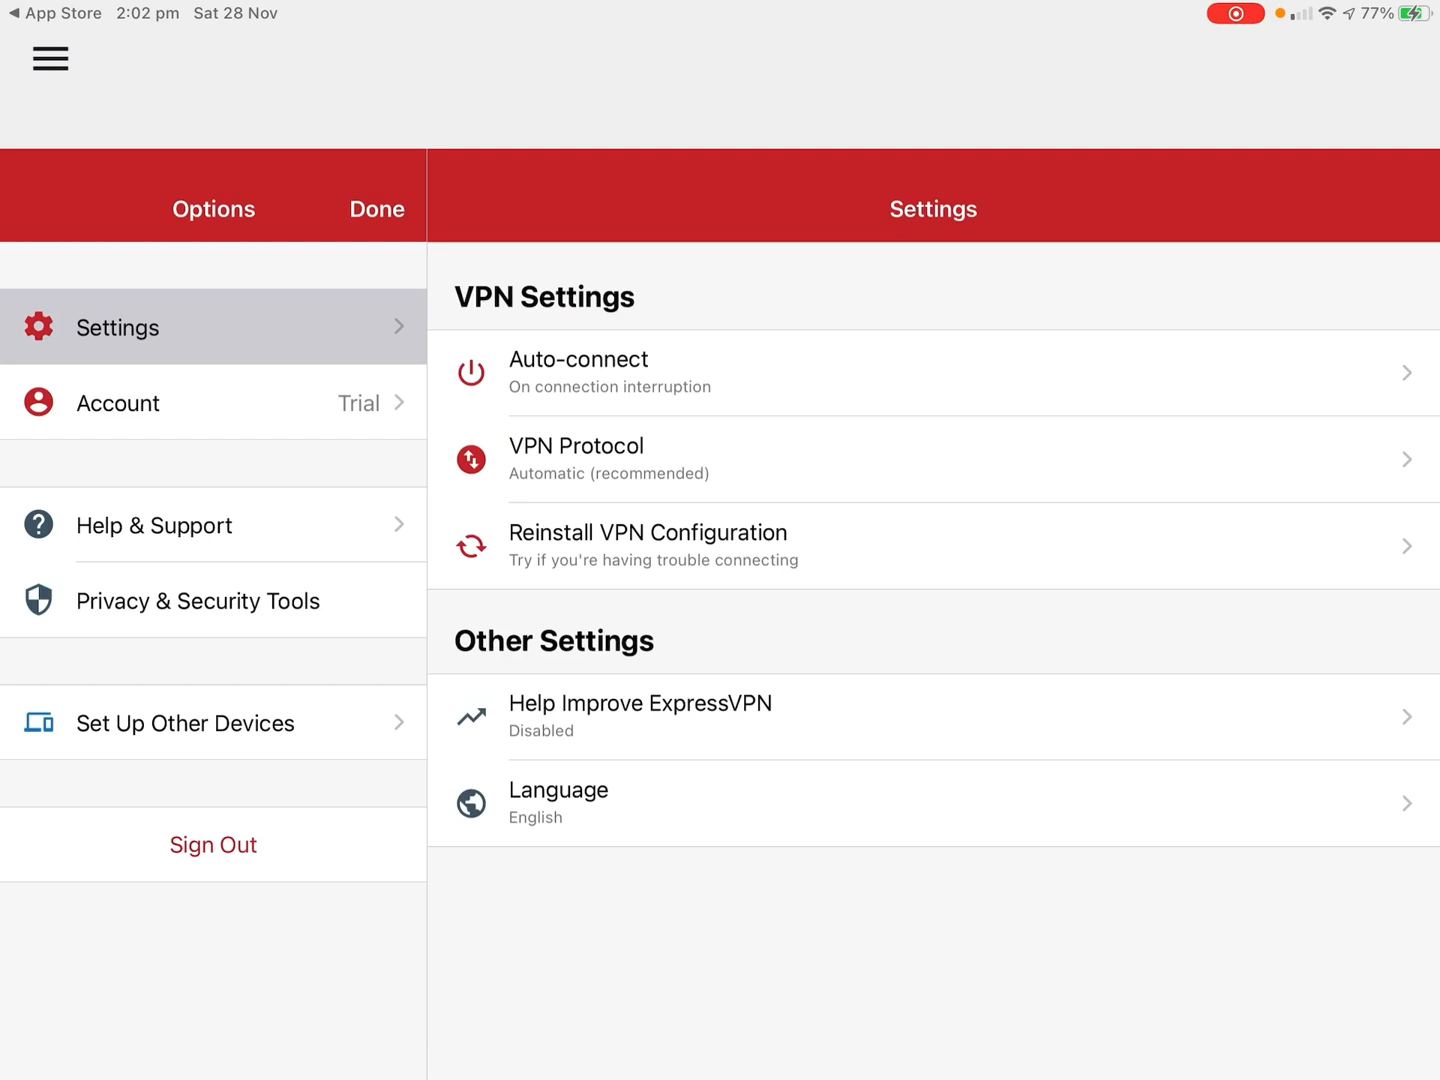 ◀ App Store 2:02 pm Sat 28 Nov 77%
Options Done Settings
Settings
Account Trial
Help & Support
Privacy & Security Tools
Set Up Other Devices
Sign Out
VPN Settings
Auto-connect
On connection interruption
VPN Protocol
Automatic (recommended)
Reinstall VPN Configuration
Try if you're having trouble connecting
Other Settings
Help Improve ExpressVPN
Disabled
Language
English